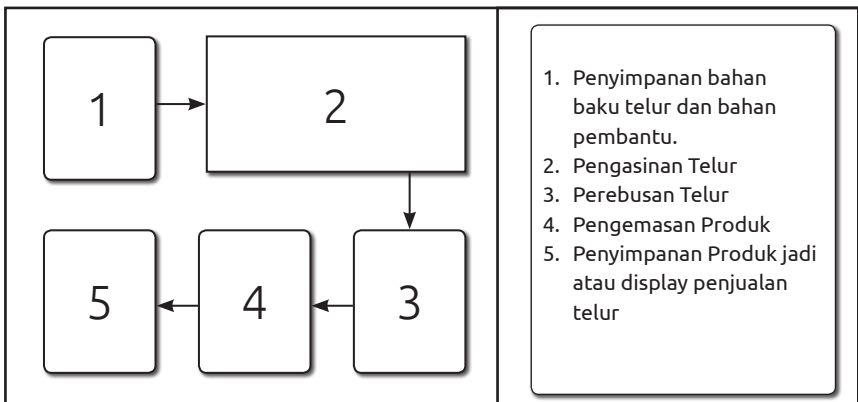 1
2
5
4
3
1. Penyimpanan bahan
baku telur dan bahan
pembantu.
2. Pengasinan Telur
3. Perebusan Telur
4. Pengemasan Produk
5. Penyimpanan Produk jadi
atau display penjualan
telur